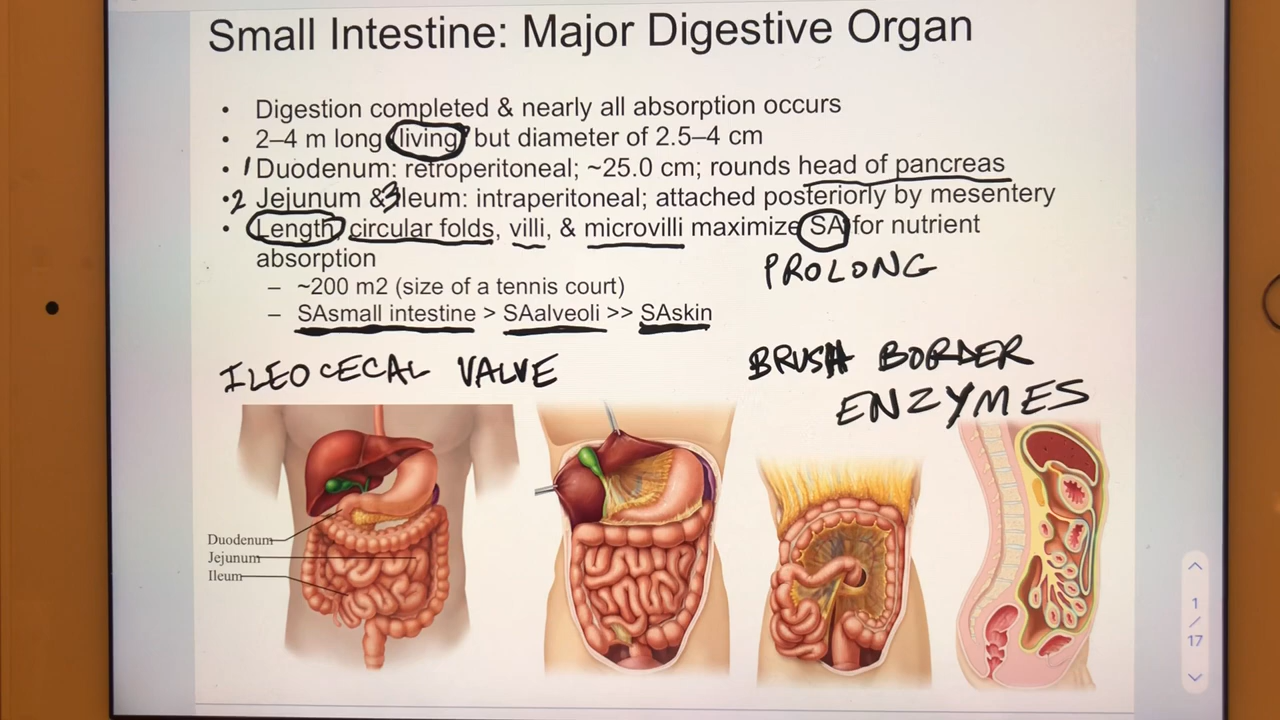 Small Intestine: Major Digestive Organ
• Digestion completed & nearly all absorption occurs
• 2–4 m long (living) but diameter of 2.5–4 cm
• 1 Duodenum: retroperitoneal; ~25.0 cm; rounds head of pancreas
• 2 Jejunum & 3 Ileum: intraperitoneal; attached posteriorly by mesentery
• Length, circular folds, villi, & microvilli maximize SA for nutrient
absorption
PROLONG
– ~200 m2 (size of a tennis court)
– SAsmall intestine > SAalveoli >> SAskin
ILEOCECAL VALVE
BRUSH BORDER
ENZYMES
Duodenum
Jejunum
Ileum
1
/
17